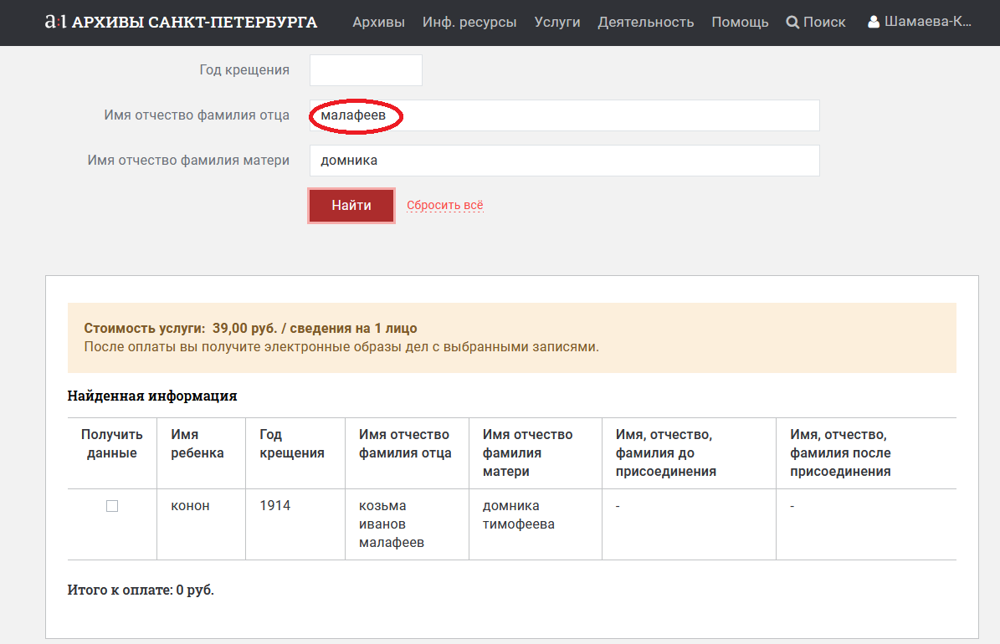 а:1 АРХИВЫ САНКТ-ПЕТЕРБУРГА Архивы Инф. ресурсы Услуги Деятельность Помощь Поиск Шамаева-К...
Год крещения
Имя отчество фамилия отца малафеев
Имя отчество фамилия матери домника
Найти Сбросить всё
Стоимость услуги: 39,00 руб. / сведения на 1 лицо
После оплаты вы получите электронные образы дел с выбранными записями.
Найденная информация
Получить данные
Имя ребенка
Год крещения
Имя отчество фамилия отца
Имя отчество фамилия матери
Имя, отчество, фамилия до присоединения
Имя, отчество, фамилия после присоединения
конон
1914
козьма
иванов
малафеев
домника
тимофеева
-
-
Итого к оплате: 0 руб.